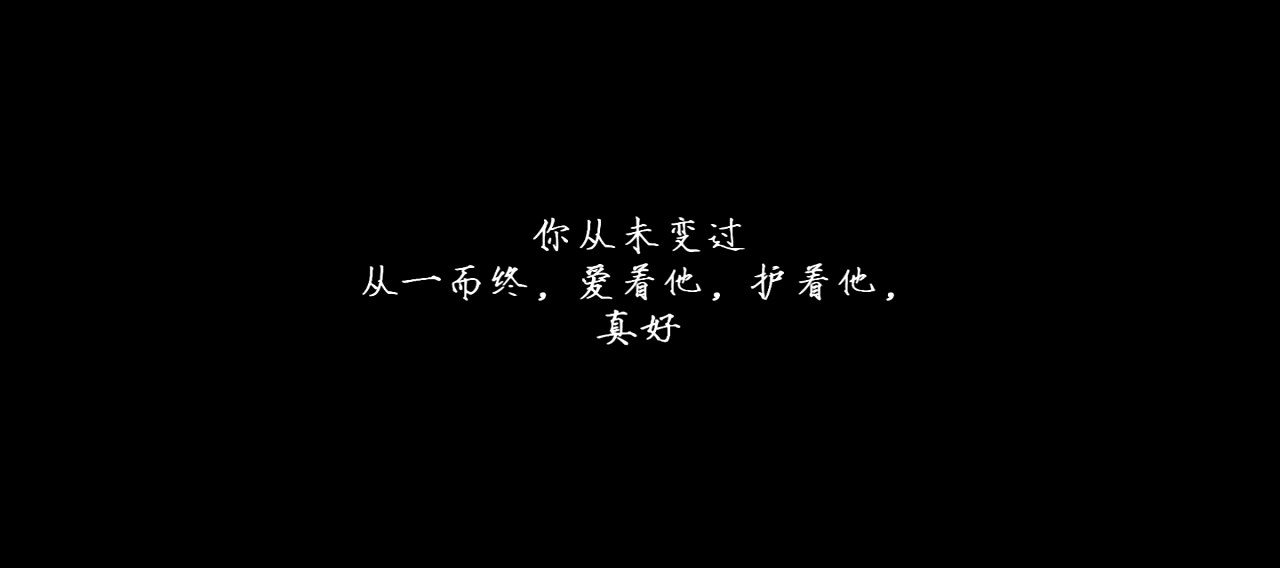 你从未变过
从一而终，爱着他，护着他，
真好